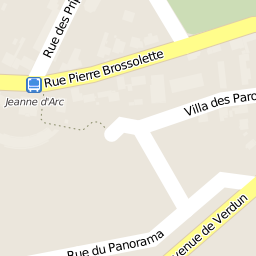 Rue des Pri
Rue Pierre Brossolette
Jeanne d'Arc
Villa des Parc
Rue du Panorama
venue de Verdun